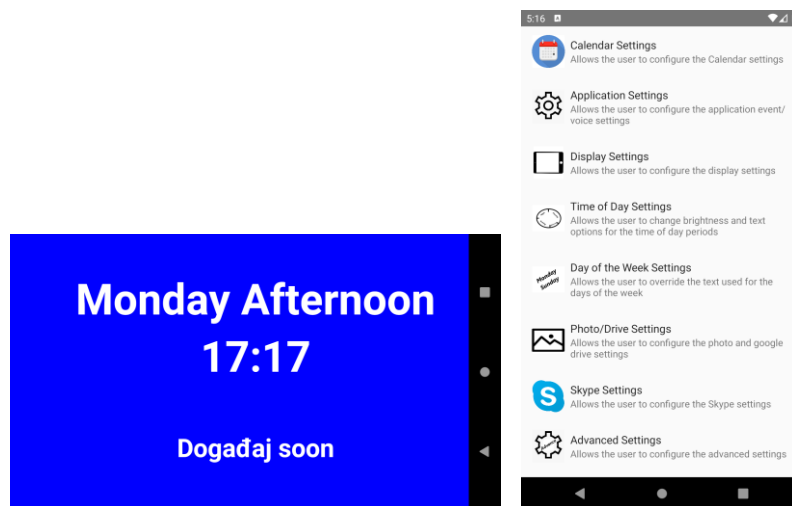 Monday Afternoon
17:17
Događaj soon
5:16
Calendar Settings
Allows the user to configure the Calendar settings
Application Settings
Allows the user to configure the application event/
voice settings
Display Settings
Allows the user to configure the display settings
Time of Day Settings
Allows the user to change brightness and text
options for the time of day periods
Monday
Sunday
Day of the Week Settings
Allows the user to override the text used for the
days of the week
Photo/Drive Settings
Allows the user to configure the photo and google
drive settings
S
Skype Settings
Allows the user to configure the Skype settings
Advanced Settings
Allows the user to configure the advanced settings